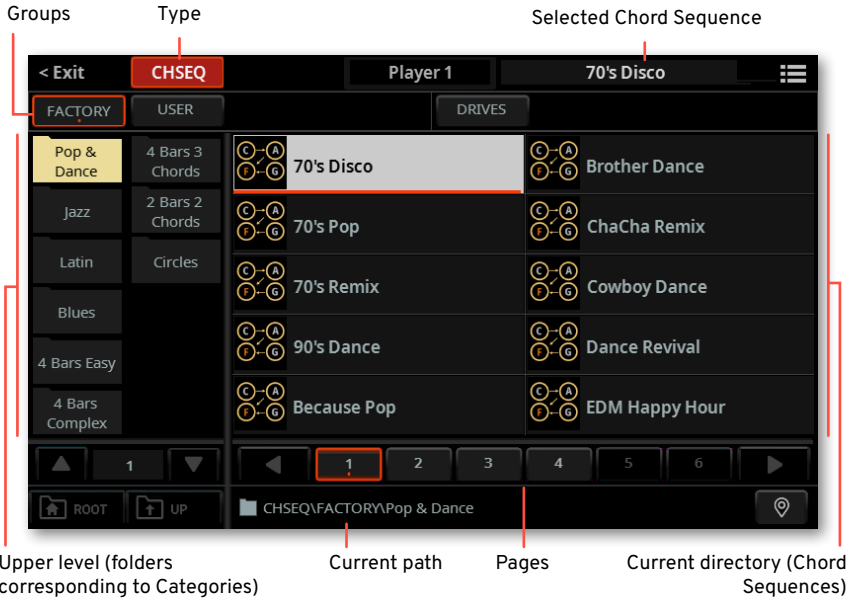 Groups
Type
Selected Chord Sequence
< Exit
CHSEQ
Player 1
70's Disco
FACTORY
USER
DRIVES
Pop &
Dance
4 Bars 3
Chords
Jazz
2 Bars 2
Chords
Latin
Circles
Blues
4 Bars Easy
4 Bars
Complex
C A
F G
70's Disco
C A
F G
Brother Dance
C A
F G
70's Pop
C A
F G
ChaCha Remix
C A
F G
70's Remix
C A
F G
Cowboy Dance
C A
F G
90's Dance
C A
F G
Dance Revival
C A
F G
Because Pop
C A
F G
EDM Happy Hour
1
1 2 3 4 5 6
ROOT
UP
CHSEQ\FACTORY\Pop & Dance
Upper level (folders
corresponding to Categories)
Current path
Pages
Current directory (Chord
Sequences)